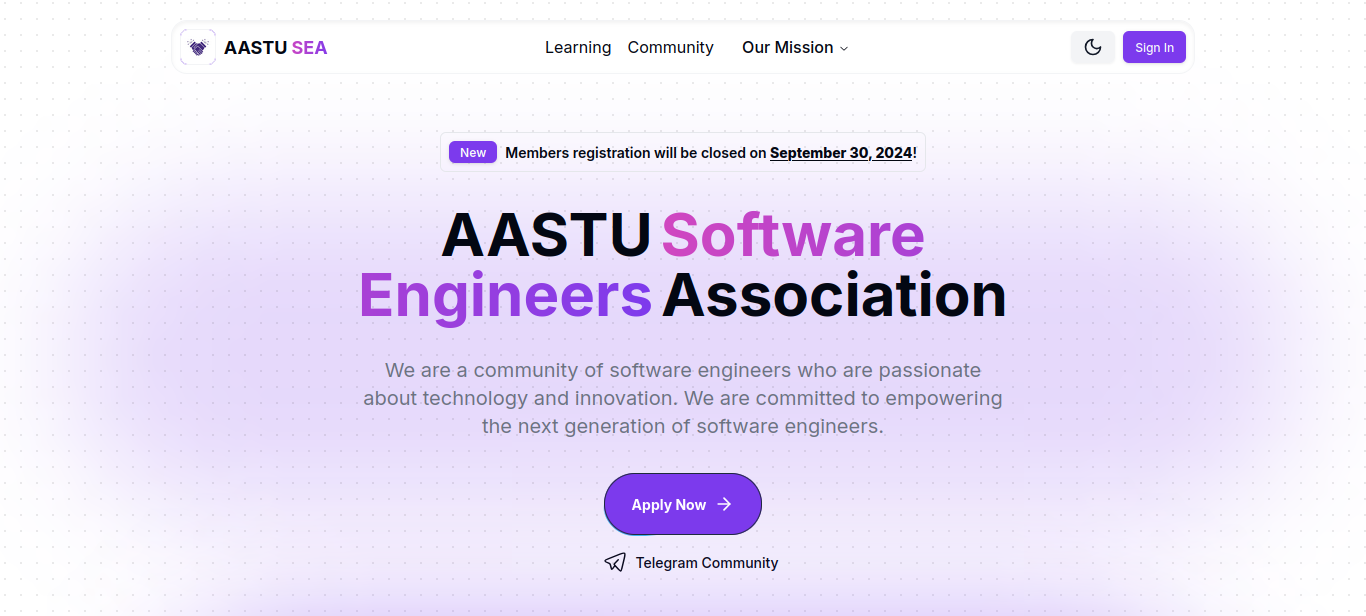 AASTU SEA
Learning Community Our Mission
Sign In
New Members registration will be closed on September 30, 2024!
AASTU Software
Engineers Association
We are a community of software engineers who are passionate
about technology and innovation. We are committed to empowering
the next generation of software engineers.
Apply Now
Telegram Community